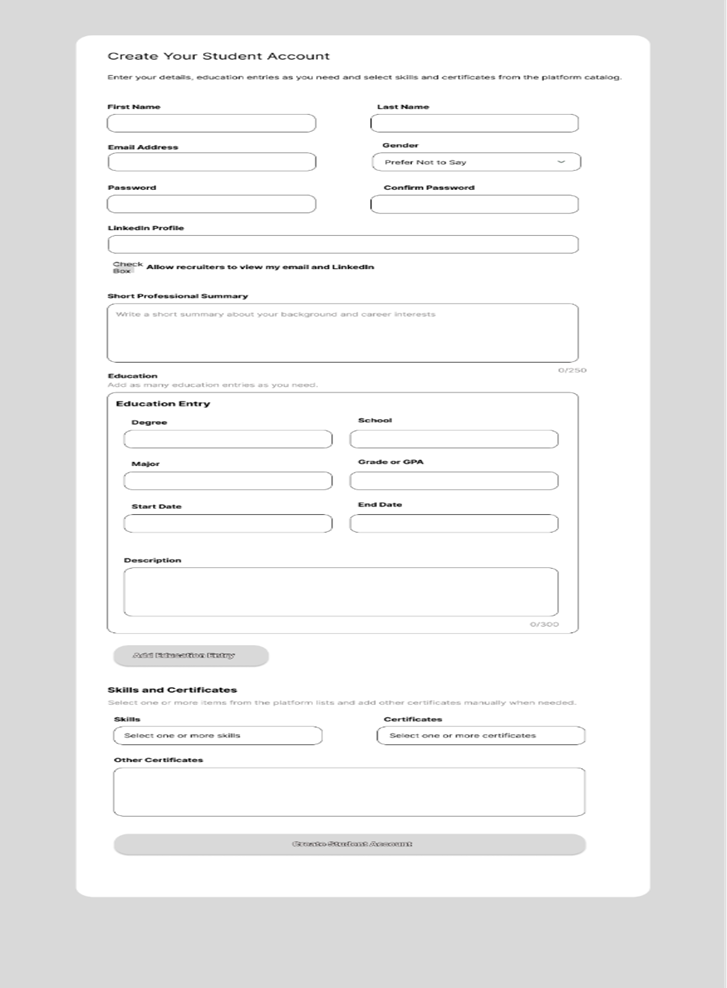 Create Your Student Account
Enter your details, education entries as you need and select skills and certificates from the platform catalog.
First Name
Last Name
Email Address
Gender
Prefer Not to Say
Password
Confirm Password
LinkedIn Profile
Check
Box
Allow recruiters to view my email and LinkedIn
Short Professional Summary
Write a short summary about your background and career interests
0/250
Education
Add as many education entries as you need.
Education Entry
Degree
School
Major
Grade or GPA
Start Date
End Date
Description
0/300
Add Education Entry
Skills and Certificates
Select one or more items from the platform lists and add other certificates manually when needed.
Skills
Certificates
Select one or more skills
Select one or more certificates
Other Certificates
Create Student Account